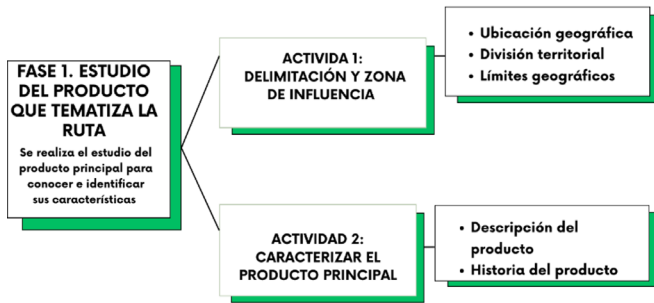 FASE 1. ESTUDIO
DEL PRODUCTO
QUE TEMATIZA LA
RUTA
Se realiza el estudio del
producto principal para
conocer e identificar
sus características
ACTIVIDA 1:
DELIMITACIÓN Y ZONA
DE INFLUENCIA
• Ubicación geográfica
• División territorial
• Límites geográficos
ACTIVIDAD 2:
CARACTERIZAR EL
PRODUCTO PRINCIPAL
• Descripción del
producto
• Historia del producto